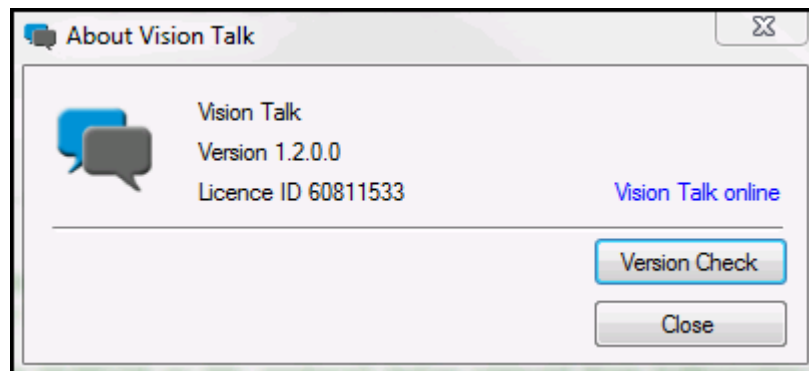 About Vision Talk
Vision Talk
Version 1.2.0.0
Licence ID 60811533
Vision Talk online
Version Check
Close